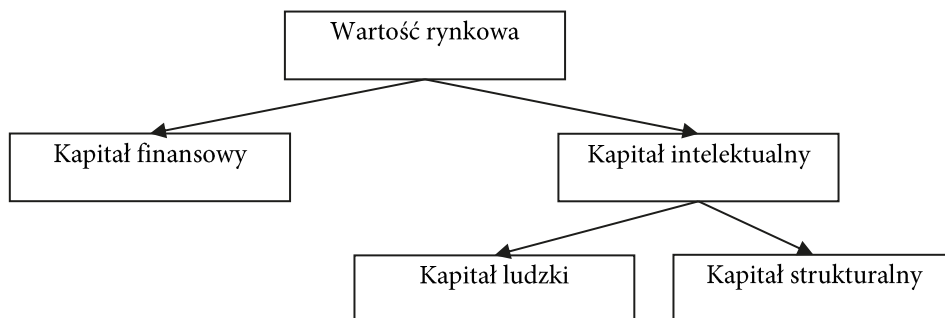 Wartość rynkowa
Kapitał finansowy
Kapitał intelektualny
Kapitał ludzki
Kapitał strukturalny